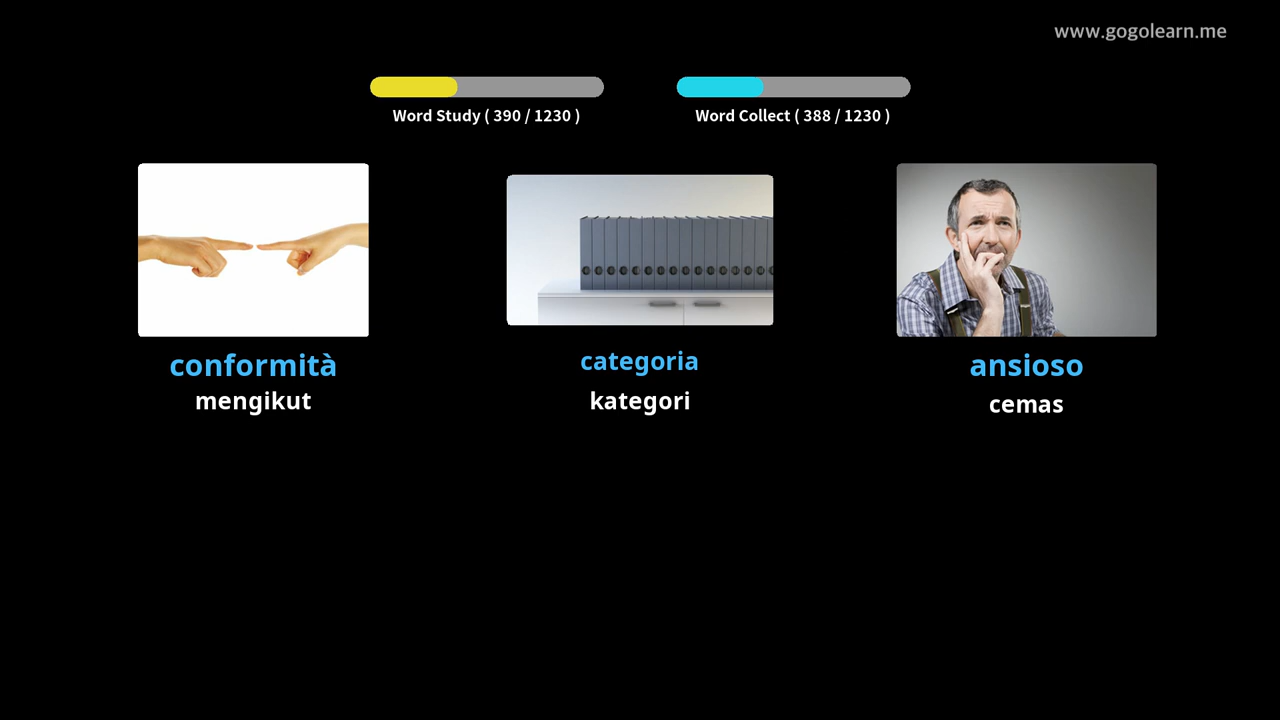 www.gogolearn.me
Word Study ( 390 / 1230 )
Word Collect ( 388 / 1230 )
conformità
mengikut
categoria
kategori
ansioso
cemas